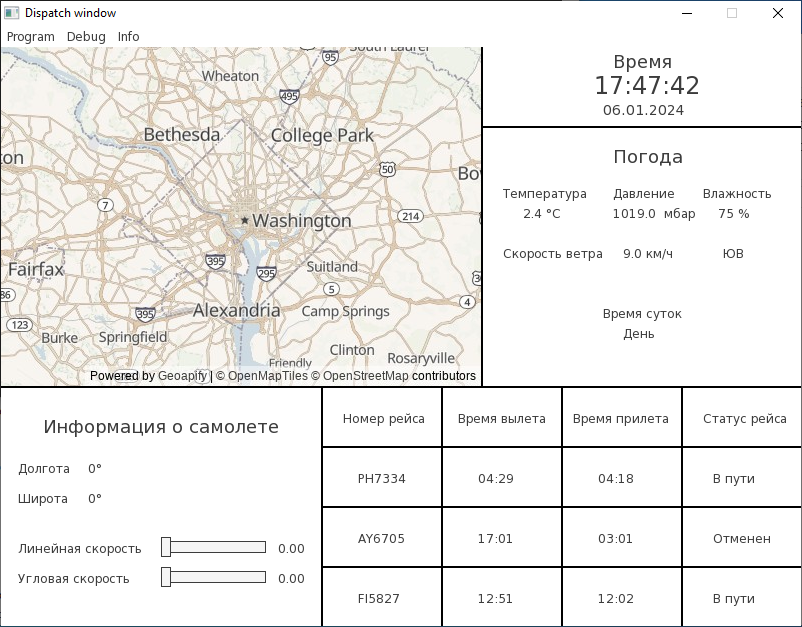 Dispatch window
Program Debug Info
South Laurel
95
Wheaton
495
Bethesda
College Park
on
50
Bo
7
Washington
214
395
295
Suitland
Fairfax
5
86
4
Alexandria
Camp Springs
395
123
Burke
Springfield
Clinton
Rosaryville
Friendly
Powered by Geoapify | © OpenMapTiles © OpenStreetMap contributors
Время
17:47:42
06.01.2024
Погода
Температура Давление Влажность
2.4 °C 1019.0 мбар 75 %
Скорость ветра 9.0 км/ч ЮВ
Время суток
День
Информация о самолете
Долгота 0°
Широта 0°
Линейная скорость 0.00
Угловая скорость 0.00
Номер рейса Время вылета Время прилета Статус рейса
PH7334 04:29 04:18 В пути
AY6705 17:01 03:01 Отменен
FI5827 12:51 12:02 В пути